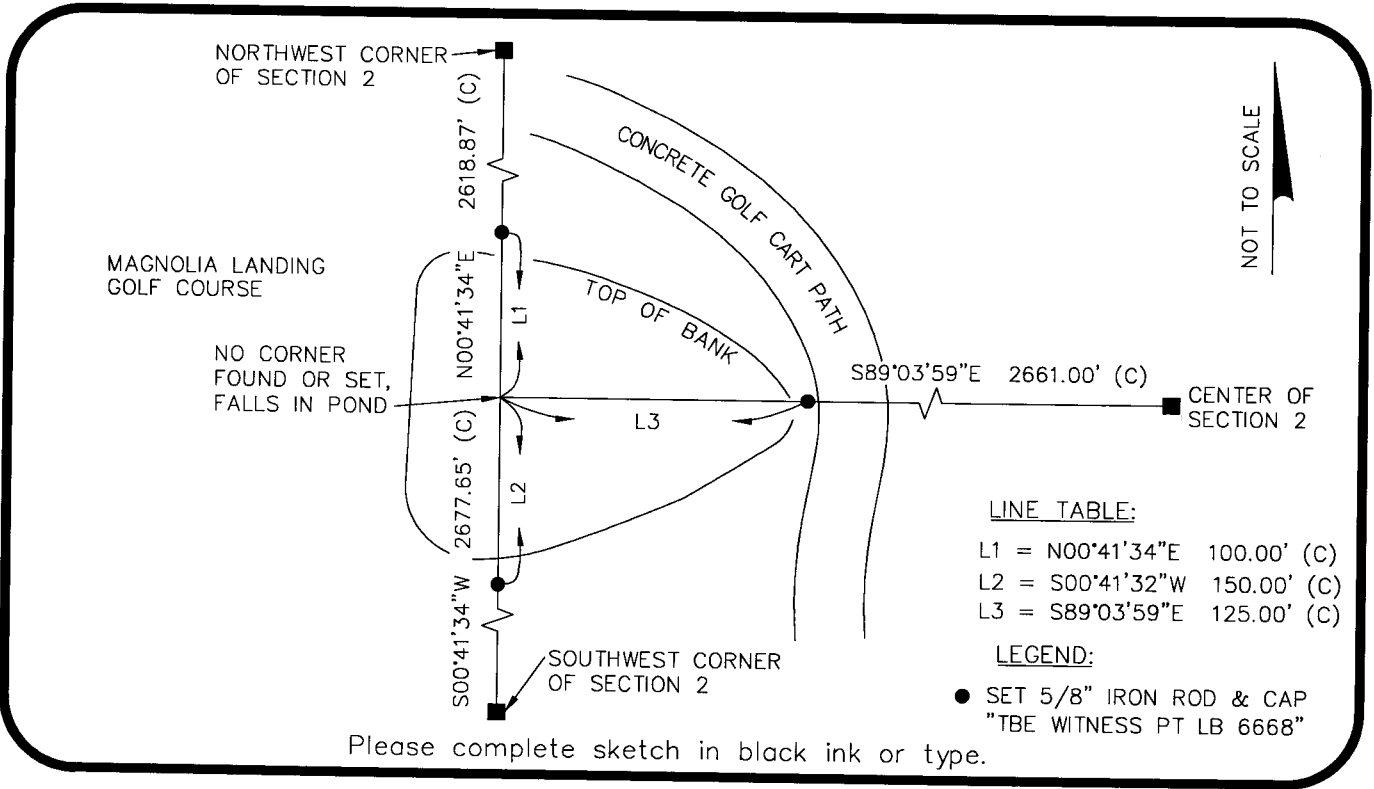 NORTHWEST CORNER
OF SECTION 2
2618.87' (C)
CONCRETE GOLF CART PATH
NOT TO SCALE
MAGNOLIA LANDING
GOLF COURSE
N00°41'34"E
L1
TOP OF BANK
NO CORNER
FOUND OR SET,
FALLS IN POND
S89°03'59"E 2661.00' (C)
CENTER OF
SECTION 2
L3
2677.65' (C)
L2
S00°41'34"W
SOUTHWEST CORNER
OF SECTION 2
LINE TABLE:
L1 = N00°41'34"E 100.00' (C)
L2 = S00°41'32"W 150.00' (C)
L3 = S89°03'59"E 125.00' (C)
LEGEND:
SET 5/8" IRON ROD & CAP
"TBE WITNESS PT LB 6668"
Please complete sketch in black ink or type.